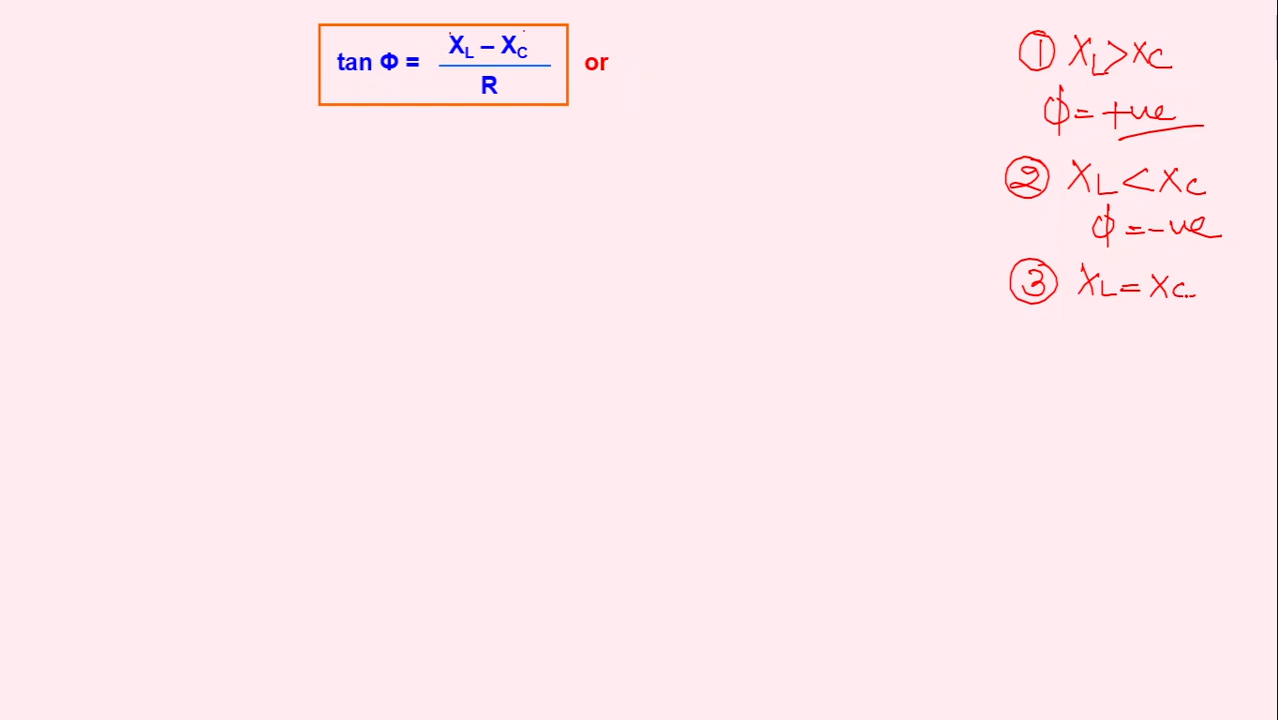 tan Φ = X_L – X_C / R or
① X_L > X_C
ϕ = +ve
② X_L < X_C
ϕ = -ve
③ X_L = X_C